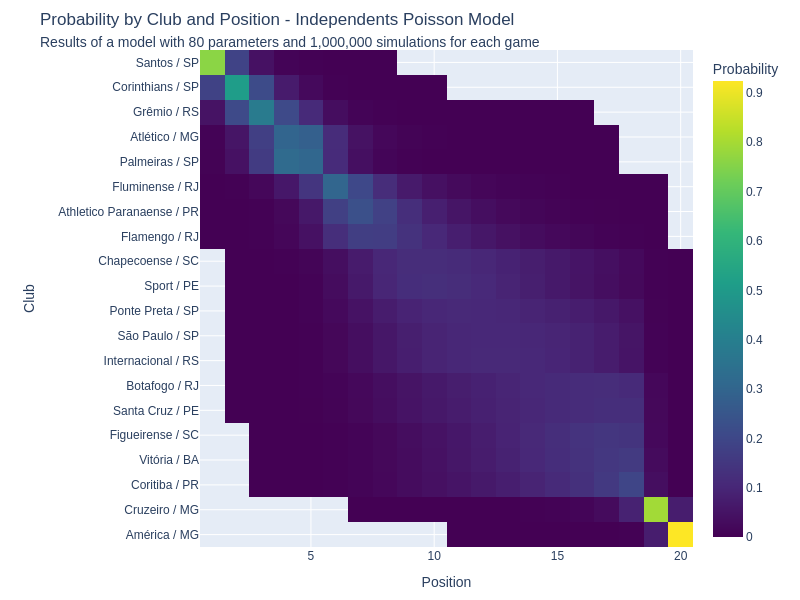 Probability by Club and Position - Independents Poisson Model
Results of a model with 80 parameters and 1,000,000 simulations for each game
Probability
Club
Santos / SP
Corinthians / SP
Grêmio / RS
Atlético / MG
Palmeiras / SP
Fluminense / RJ
Athletico Paranaense / PR
Flamengo / RJ
Chapecoense / SC
Sport / PE
Ponte Preta / SP
São Paulo / SP
Internacional / RS
Botafogo / RJ
Santa Cruz / PE
Figueirense / SC
Vitória / BA
Coritiba / PR
Cruzeiro / MG
América / MG
0.9
0.8
0.7
0.6
0.5
0.4
0.3
0.2
0.1
0
5
10
15
20
Position